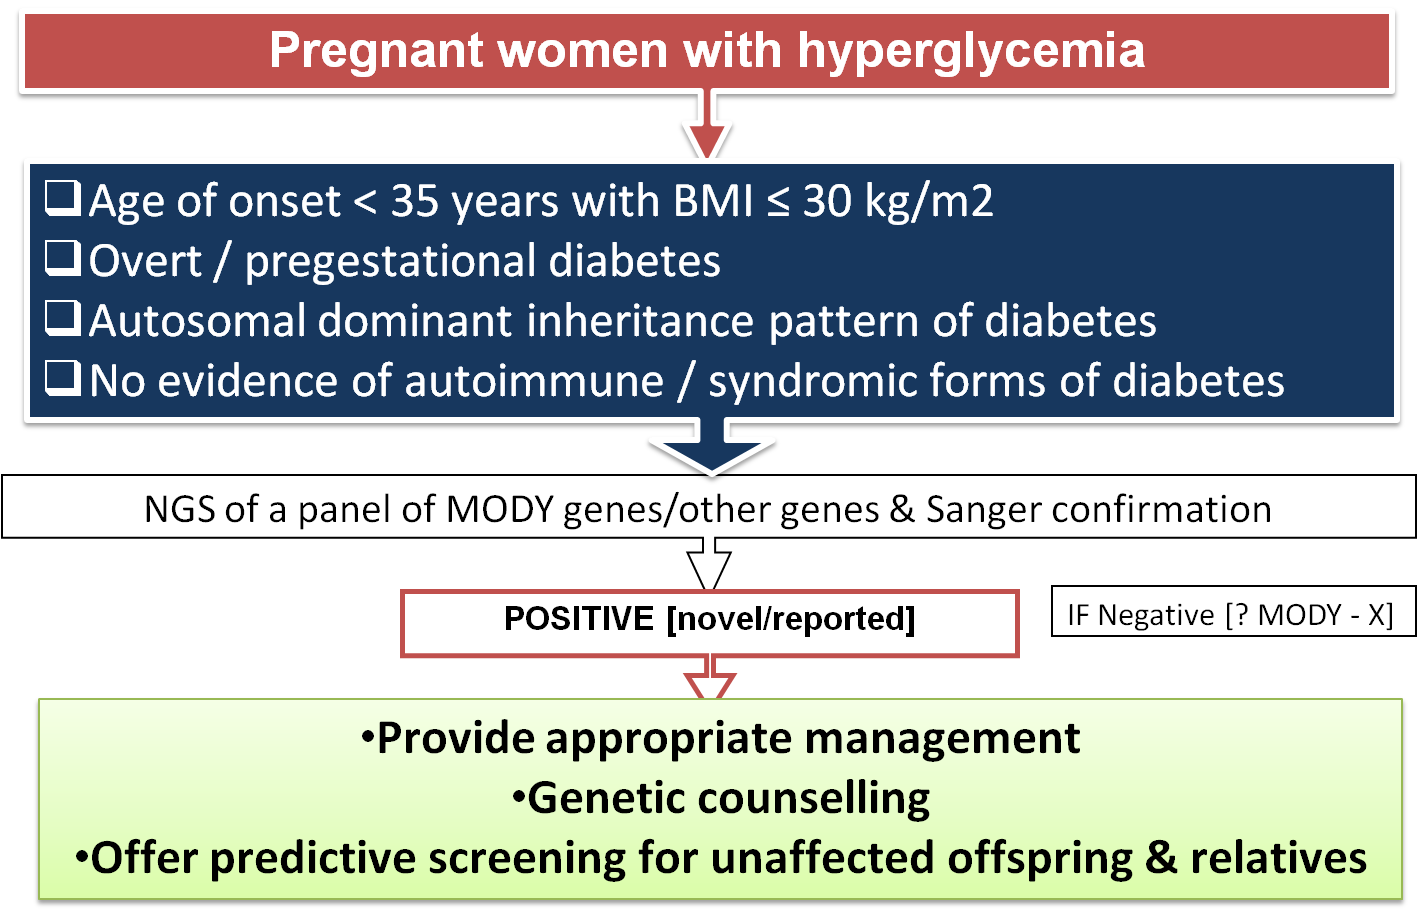 Pregnant women with hyperglycemia
❑Age of onset < 35 years with BMI ≤ 30 kg/m2
❑Overt / pregestational diabetes
❑Autosomal dominant inheritance pattern of diabetes
❑No evidence of autoimmune / syndromic forms of diabetes
NGS of a panel of MODY genes/other genes & Sanger confirmation
POSITIVE [novel/reported]
IF Negative [? MODY - X]
•Provide appropriate management
•Genetic counselling
•Offer predictive screening for unaffected offspring & relatives